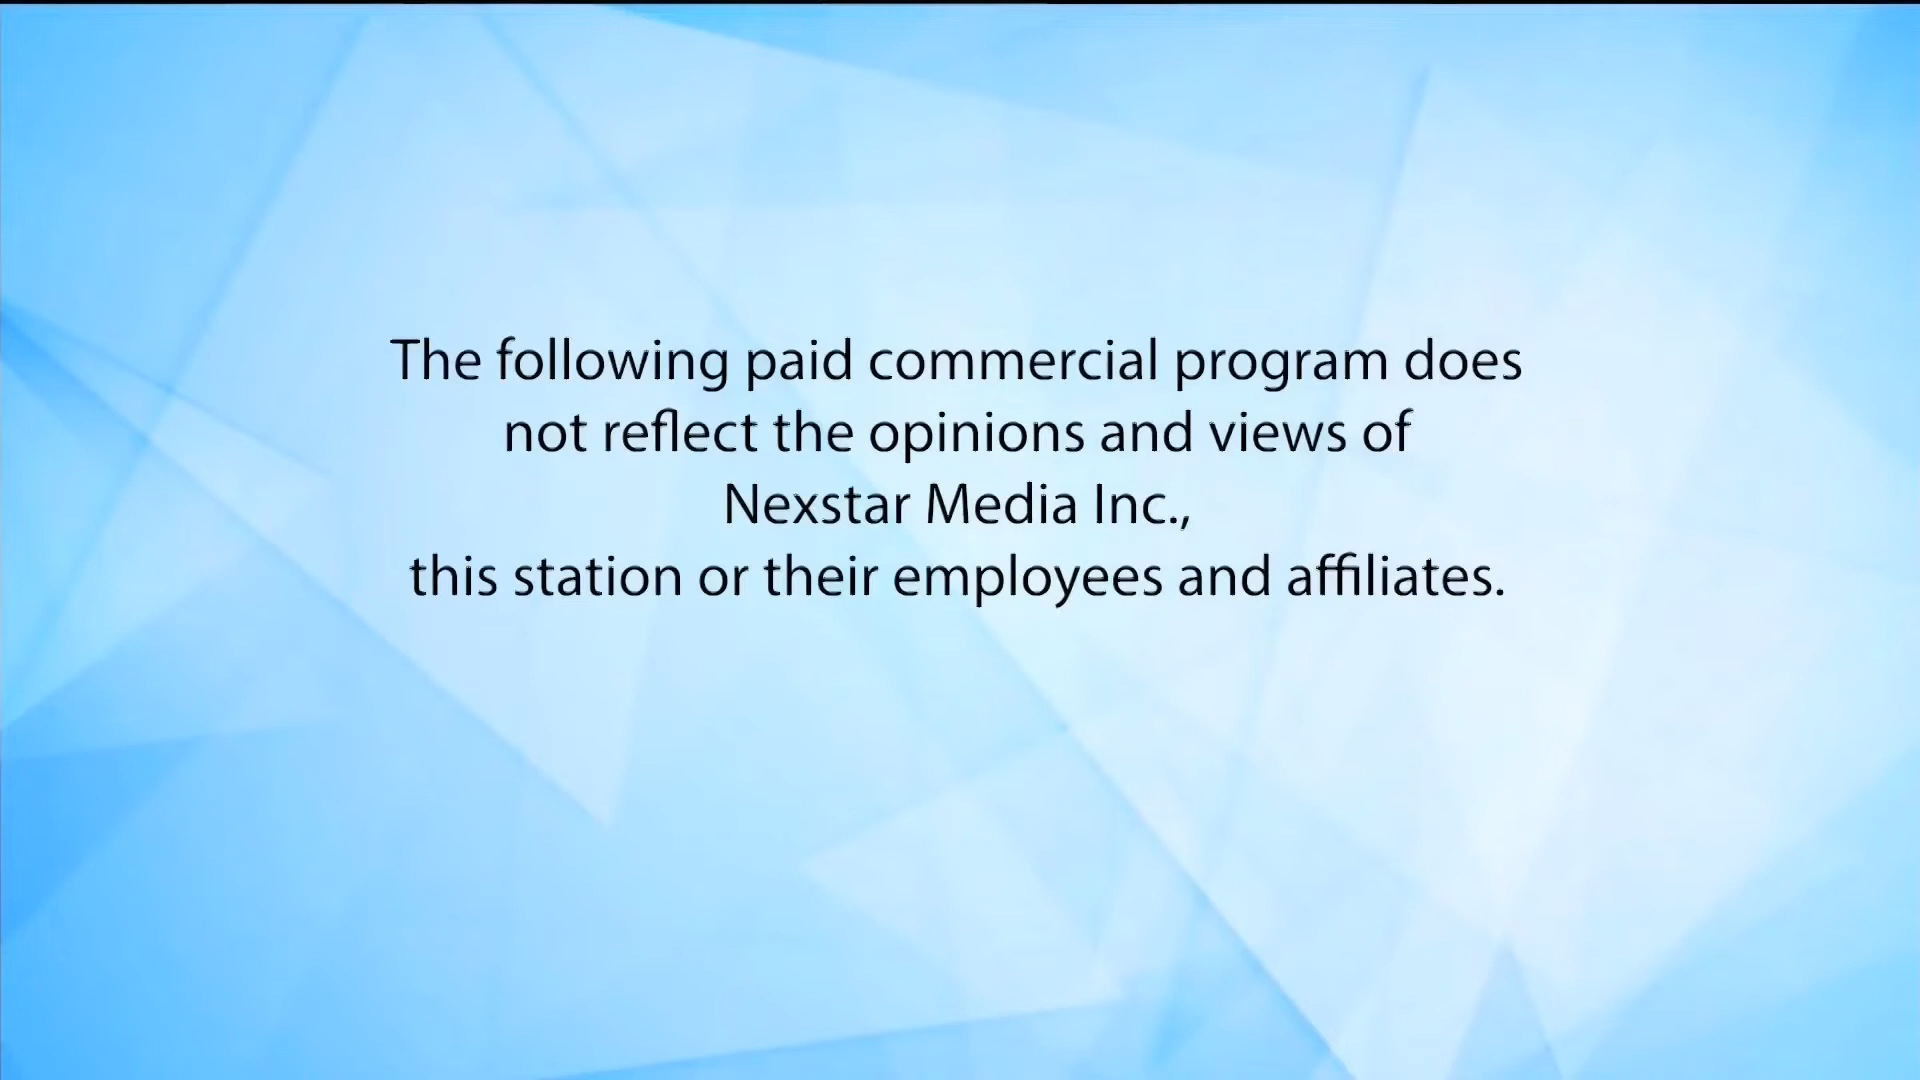 The following paid commercial program does
not reflect the opinions and views of
Nexstar Media Inc.,
this station or their employees and affiliates.